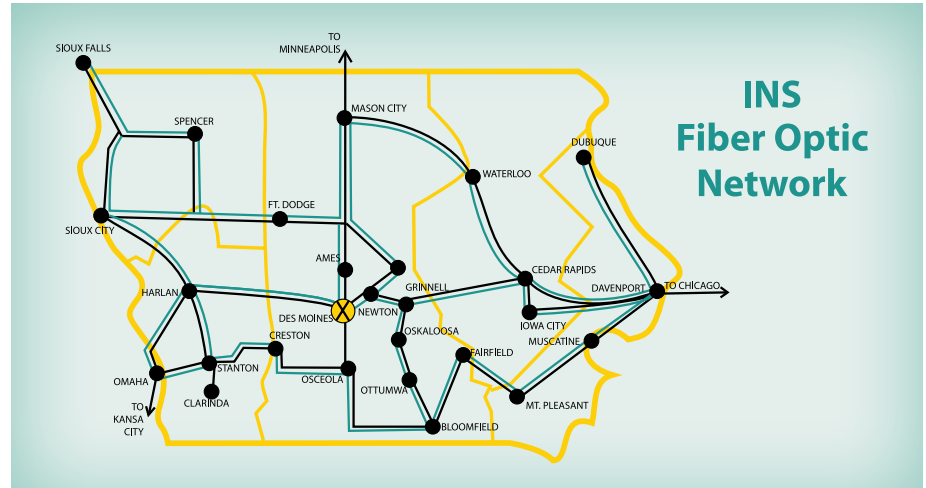 TO
MINNEAPOLIS
SIOUX FALLS
INS
Fiber Optic
Network
MASON CITY
SPENCER
DUBUQUE
WATERLOO
FT. DODGE
SIOUX CITY
AMES
CEDAR RAPIDS
GRINNELL
DAVENPORT
TO CHICAGO
HARLAN
NEWTON
DES MOINES
IOWA CITY
OSKALOOSA
CRESTON
MUSCATINE
FAIRFIELD
STANTON
OSCEOLA
OMAHA
OTTUMWA
CLARINDA
MT. PLEASANT
TO
KANSA
CITY
BLOOMFIELD